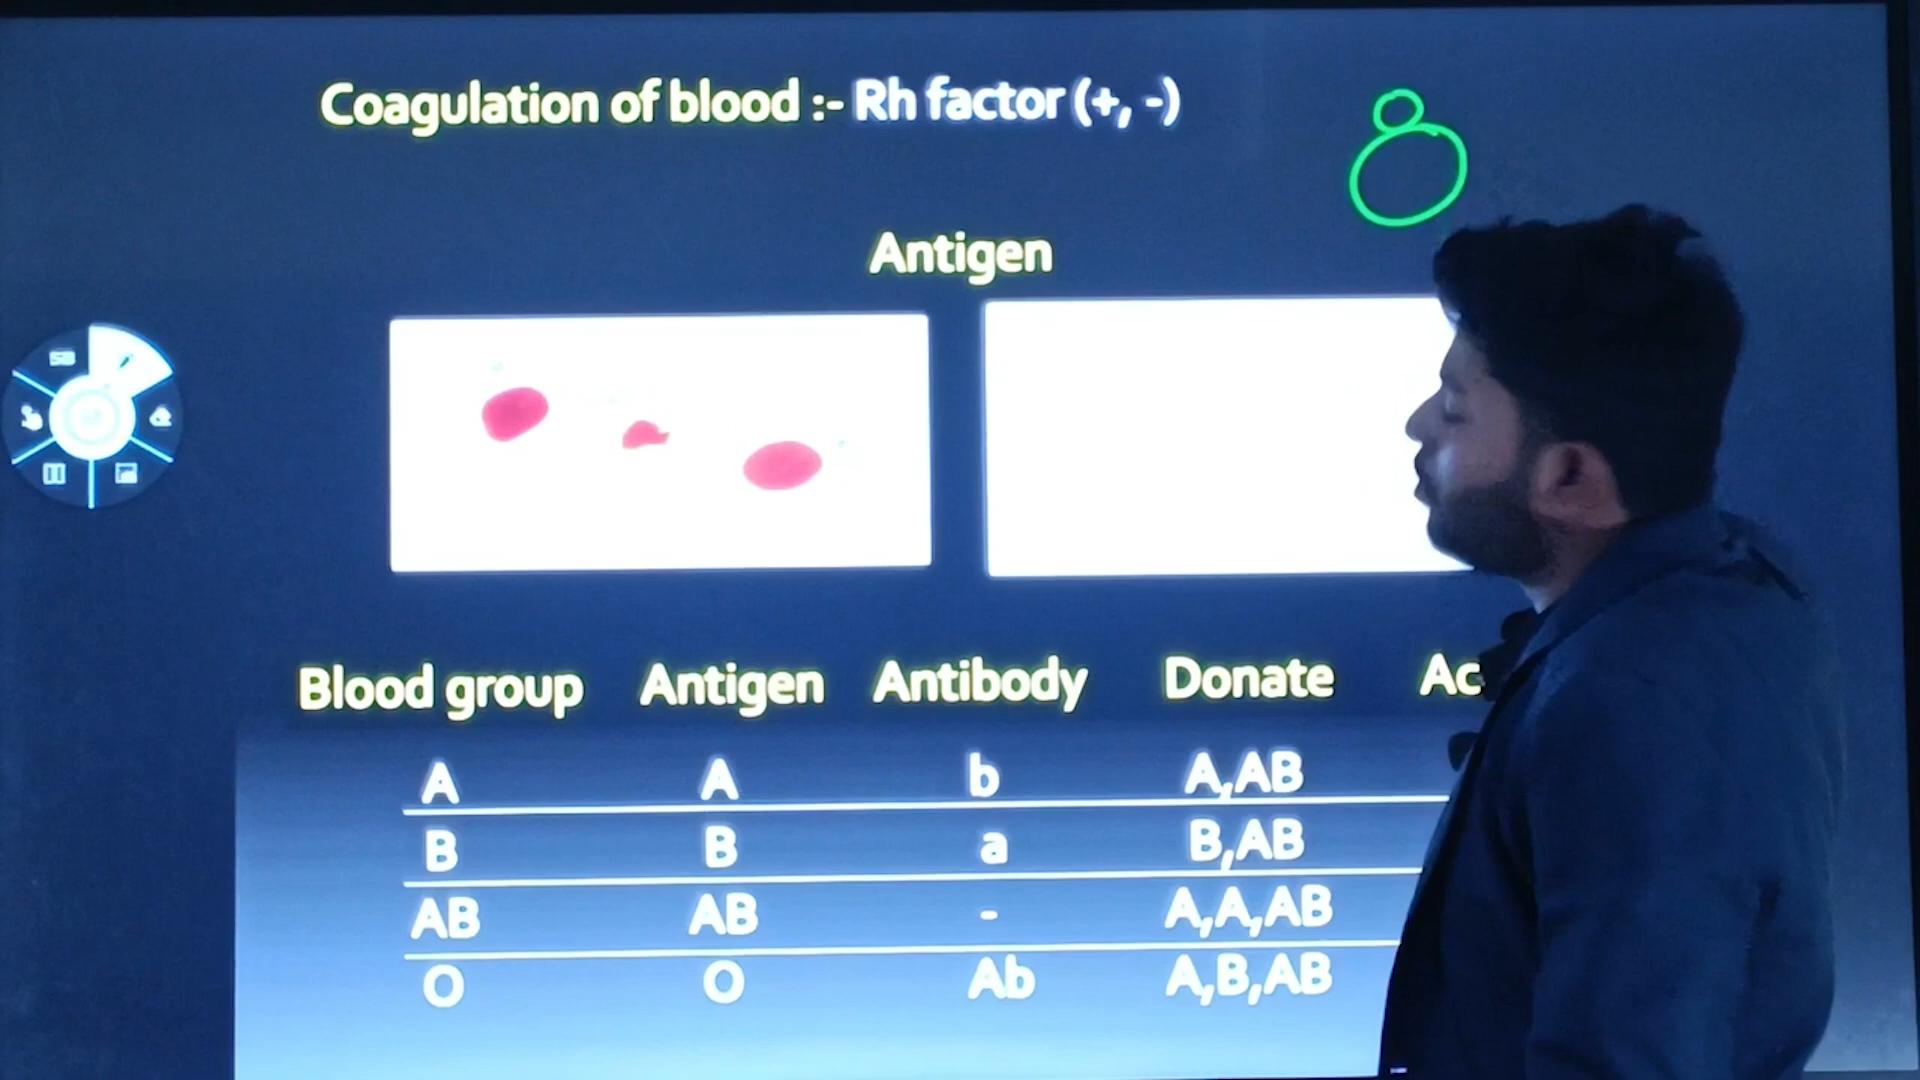 Coagulation of blood :- Rh factor (+, -)
Antigen
Blood group Antigen Antibody Donate Ac
A A b A,AB
B B a B,AB
AB AB - A,A,AB
O O Ab A,B,AB